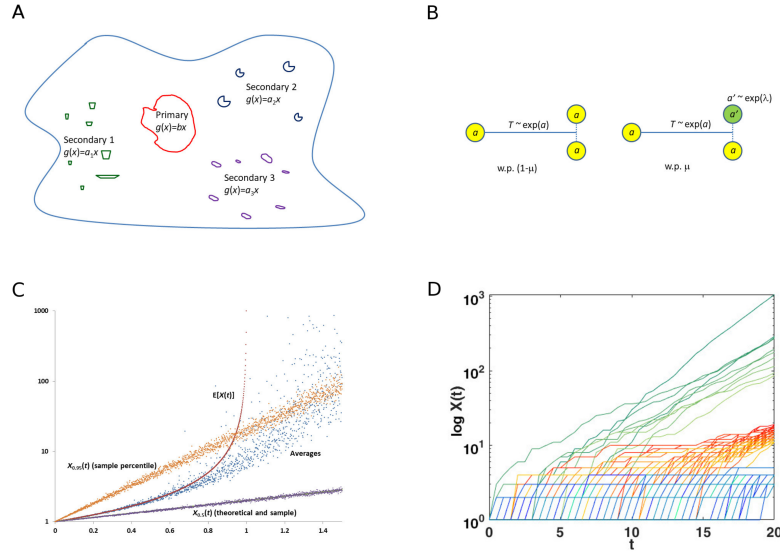 A
Primary
g(x)=bx
Secondary 1
g(x)=a₁x
Secondary 2
g(x)=a₂x
Secondary 3
g(x)=a₃x
B
a
T ~ exp(a)
a
a
w.p. (1-μ)
a
T ~ exp(a)
a' ~ exp(λ)
a'
a
w.p. μ
C
1000
100
10
1
0
0.2
0.4
0.6
0.8
1
1.2
1.4
E[X(t)]
X₀.₉₅(t) (sample percentile)
Averages
X₀.₅(t) (theoretical and sample)
D
log X(t)
10³
10²
10¹
10⁰
0
5
10
15
20
t